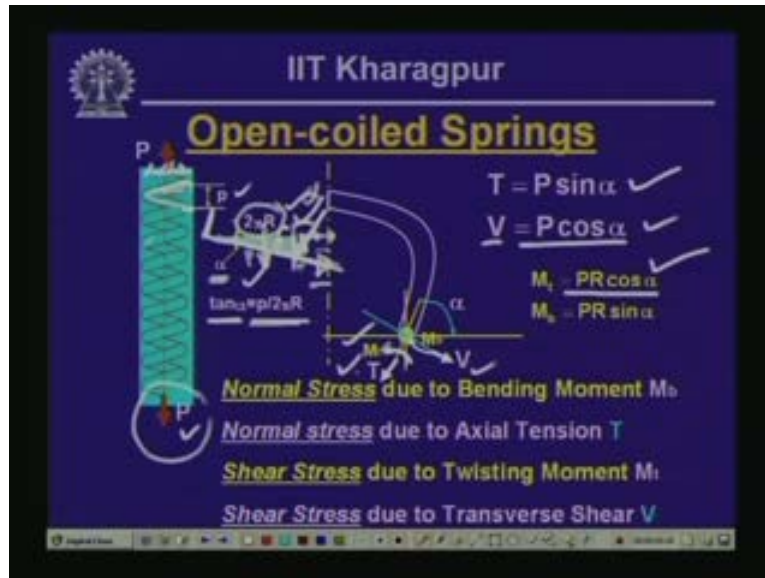 IIT Kharagpur
Open-coiled Springs
P
p
2πR
α
tanα=p/2πR
T = P sin α
V = P cos α
Mt = PR cos α
Mb = PR sin α
α
T
V
P
Normal Stress due to Bending Moment Mb
Normal stress due to Axial Tension T
Shear Stress due to Twisting Moment Mt
Shear Stress due to Transverse Shear V